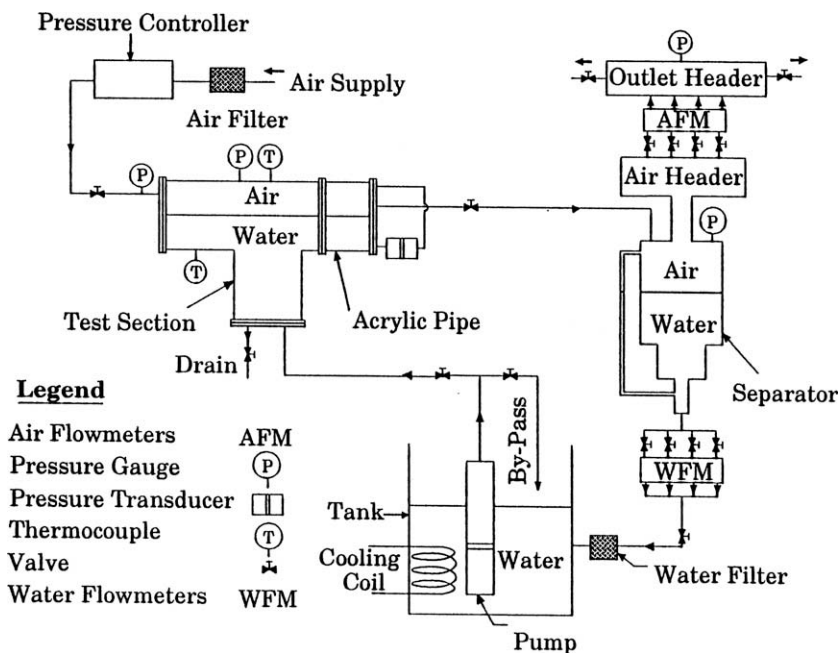 Pressure Controller
Air Supply
Air Filter
P
Outlet Header
AFM
Air Header
P
P
T
Air
Water
T
P
Air
Water
Test Section
Acrylic Pipe
Drain
Separator
By-Pass
WFM
Tank
Cooling
Coil
Water
Water Filter
Pump
Legend
Air Flowmeters AFM
Pressure Gauge P
Pressure Transducer
Thermocouple T
Valve
Water Flowmeters WFM